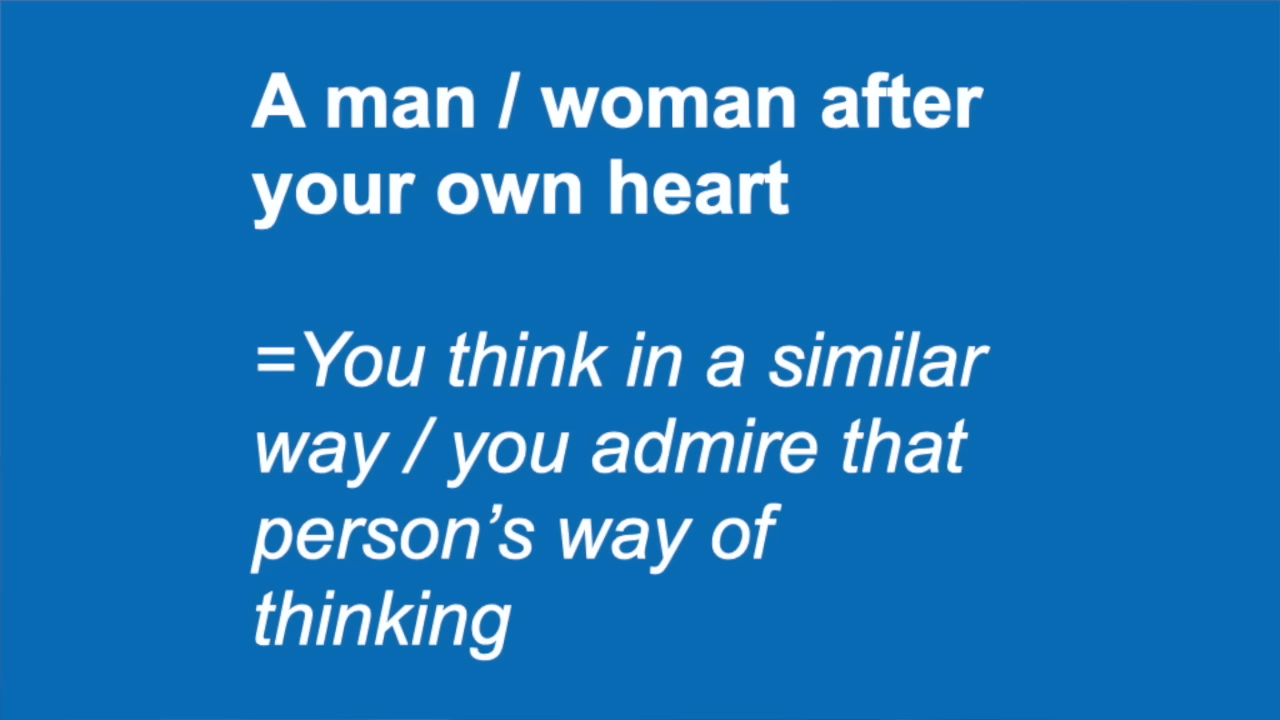 A man / woman after
your own heart
=You think in a similar
way / you admire that
person’s way of
thinking